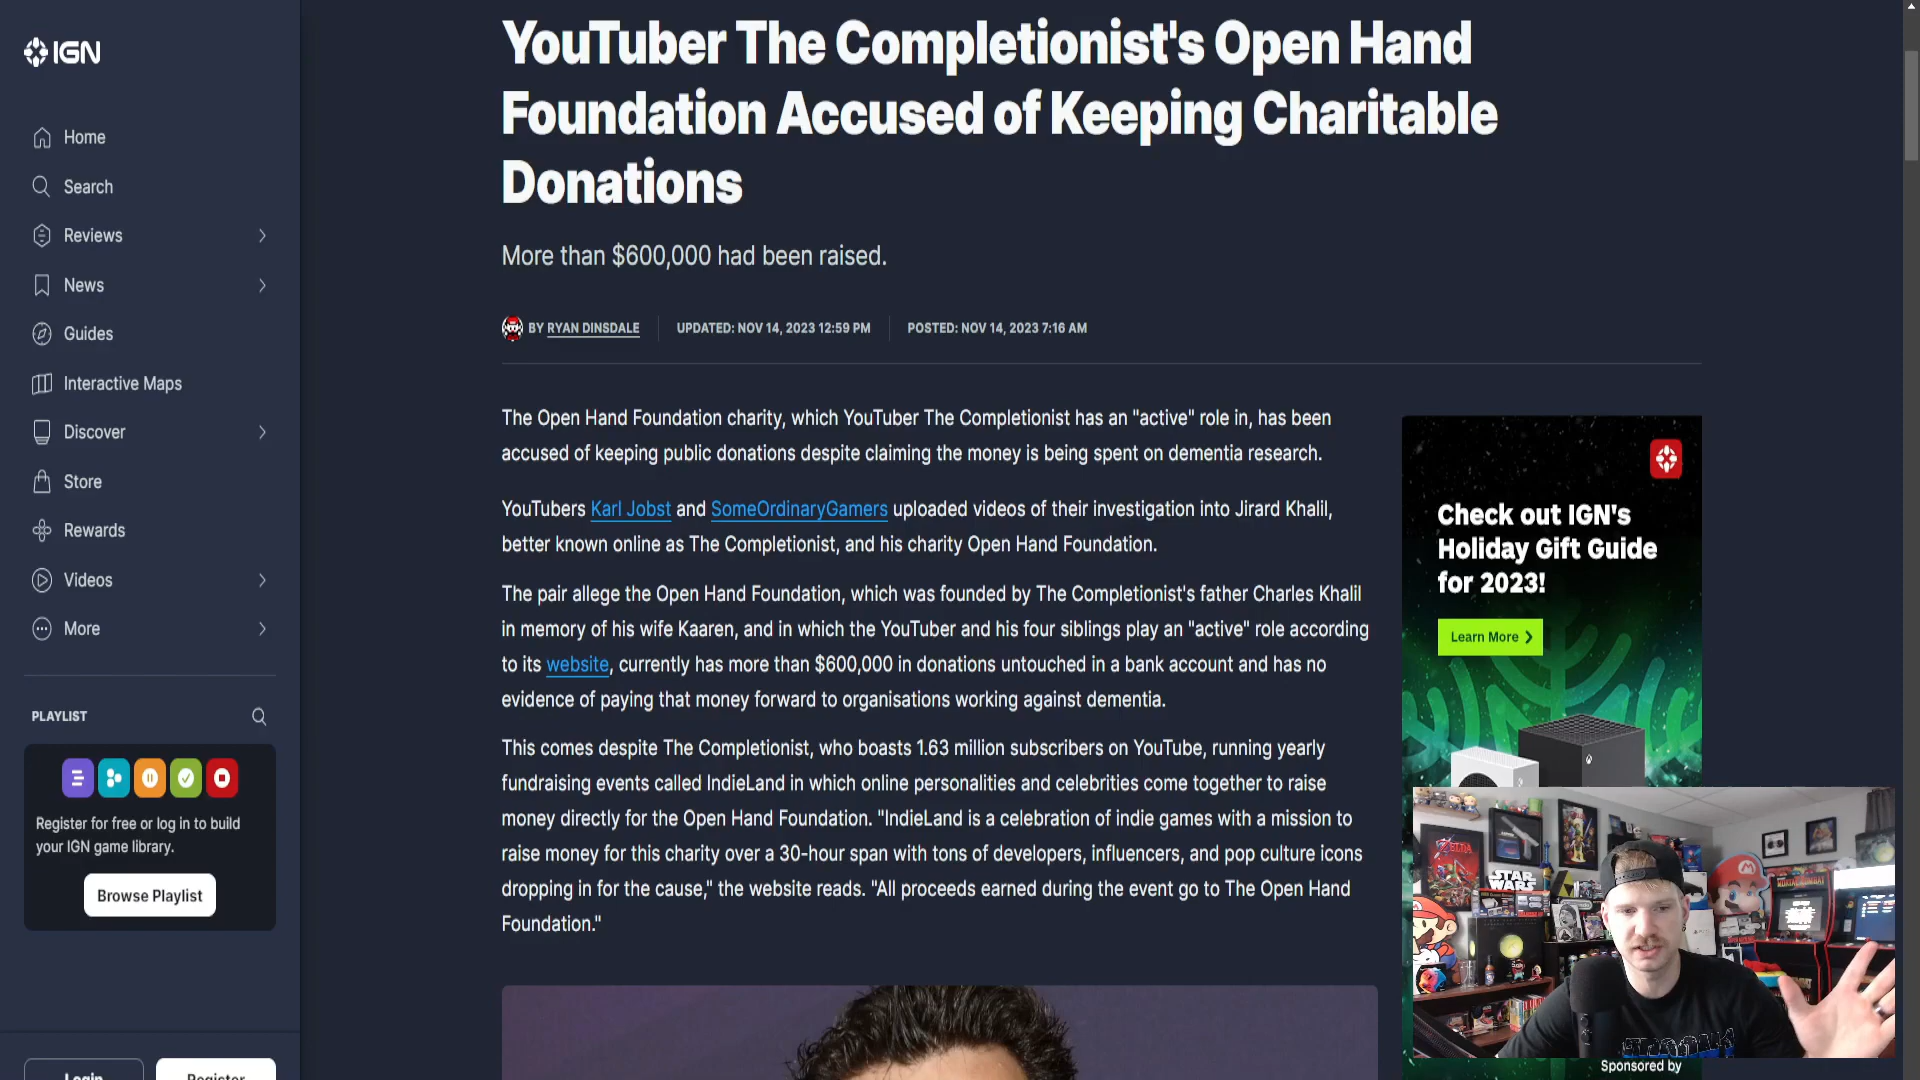 IGN
Home
Search
Reviews
News
Guides
Interactive Maps
Discover
Store
Rewards
Videos
More
PLAYLIST
Register for free or log in to build
your IGN game library.
Browse Playlist
Login
Register
YouTuber The Completionist's Open Hand
Foundation Accused of Keeping Charitable
Donations
More than $600,000 had been raised.
BY RYAN DINSDALE
UPDATED: NOV 14, 2023 12:59 PM
POSTED: NOV 14, 2023 7:16 AM
The Open Hand Foundation charity, which YouTuber The Completionist has an "active" role in, has been
accused of keeping public donations despite claiming the money is being spent on dementia research.
YouTubers Karl Jobst and SomeOrdinaryGamers uploaded videos of their investigation into Jirard Khalil,
better known online as The Completionist, and his charity Open Hand Foundation.
The pair allege the Open Hand Foundation, which was founded by The Completionist's father Charles Khalil
in memory of his wife Kaaren, and in which the YouTuber and his four siblings play an "active" role according
to its website, currently has more than $600,000 in donations untouched in a bank account and has no
evidence of paying that money forward to organisations working against dementia.
This comes despite The Completionist, who boasts 1.63 million subscribers on YouTube, running yearly
fundraising events called IndieLand in which online personalities and celebrities come together to raise
money directly for the Open Hand Foundation. "IndieLand is a celebration of indie games with a mission to
raise money for this charity over a 30-hour span with tons of developers, influencers, and pop culture icons
dropping in for the cause," the website reads. "All proceeds earned during the event go to The Open Hand
Foundation."
Check out IGN's
Holiday Gift Guide
for 2023!
Learn More
ZELDA
STAR
WARS
Sponsored by